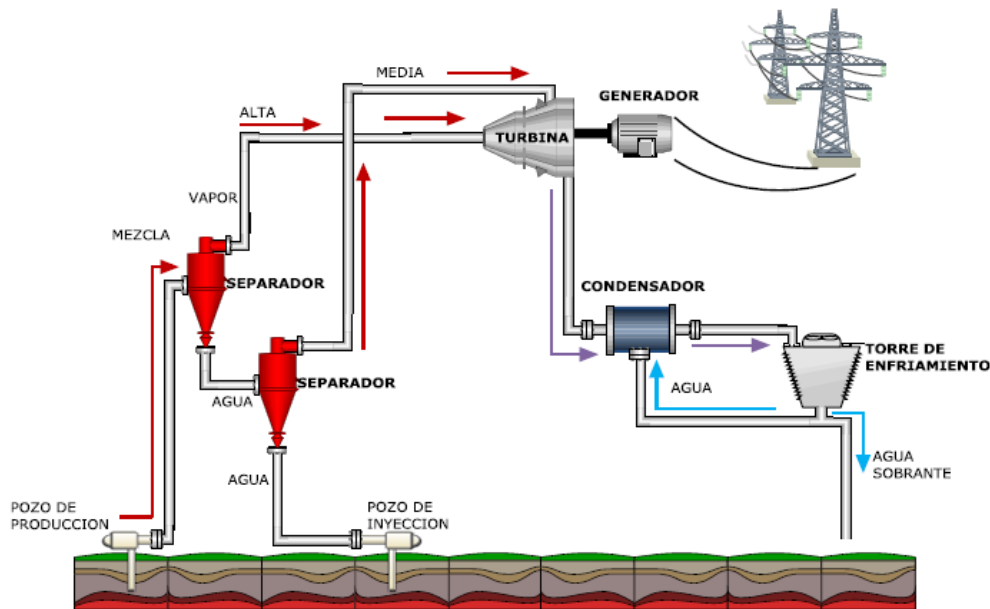 MEDIA
GENERADOR
ALTA
TURBINA
VAPOR
MEZCLA
SEPARADOR
CONDENSADOR
TORRE DE
ENFRIAMIENTO
SEPARADOR
AGUA
AGUA
AGUA
AGUA
SOBRANTE
POZO DE
PRODUCCION
POZO DE
INYECCION